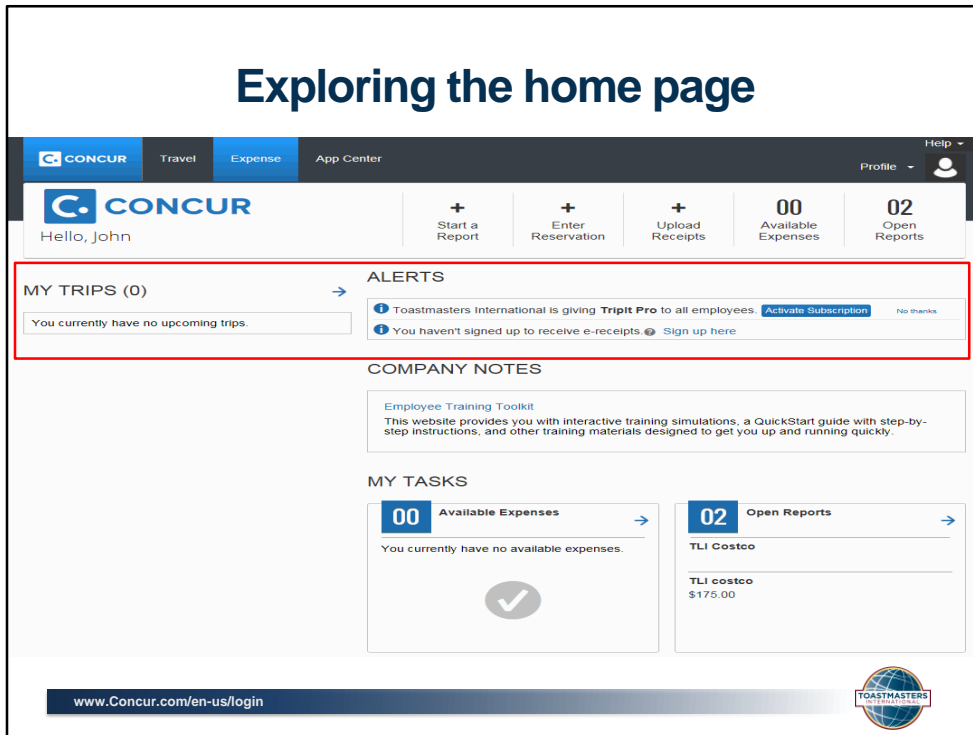 Exploring the home page
Help
C. CONCUR Travel Expense App Center Profile
C. CONCUR
Hello, John
+ Start a Report
+ Enter Reservation
+ Upload Receipts
00 Available Expenses
02 Open Reports
MY TRIPS (0)
You currently have no upcoming trips.
ALERTS
Toastmasters International is giving TripIt Pro to all employees. Activate Subscription No thanks
You haven't signed up to receive e-receipts. Sign up here
COMPANY NOTES
Employee Training Toolkit
This website provides you with interactive training simulations, a QuickStart guide with step-by-
step instructions, and other training materials designed to get you up and running quickly.
MY TASKS
00 Available Expenses
You currently have no available expenses.
02 Open Reports
TLI Costco
TLI costco
$175.00
www.Concur.com/en-us/login
TOASTMASTERS
INTERNATIONAL